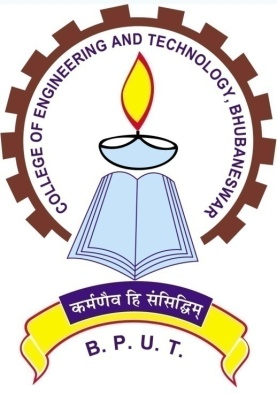 COLLEGE OF ENGINEERING AND TECHNOLOGY, BHUBANESWAR
कर्मणैव हि संसिद्धिम्
B. P. U. T.